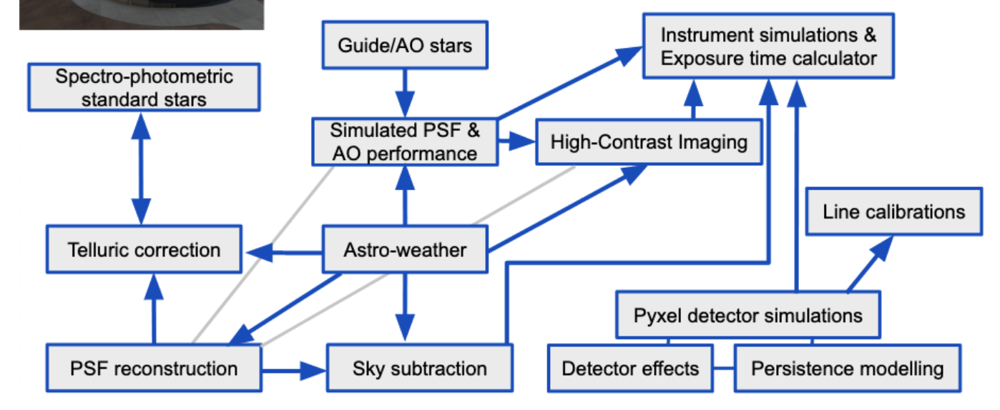 Guide/AO stars
Instrument simulations &
Exposure time calculator
Spectro-photometric
standard stars
Simulated PSF &
AO performance
High-Contrast Imaging
Line calibrations
Telluric correction
Astro-weather
Pyxel detector simulations
PSF reconstruction
Sky subtraction
Detector effects
Persistence modelling